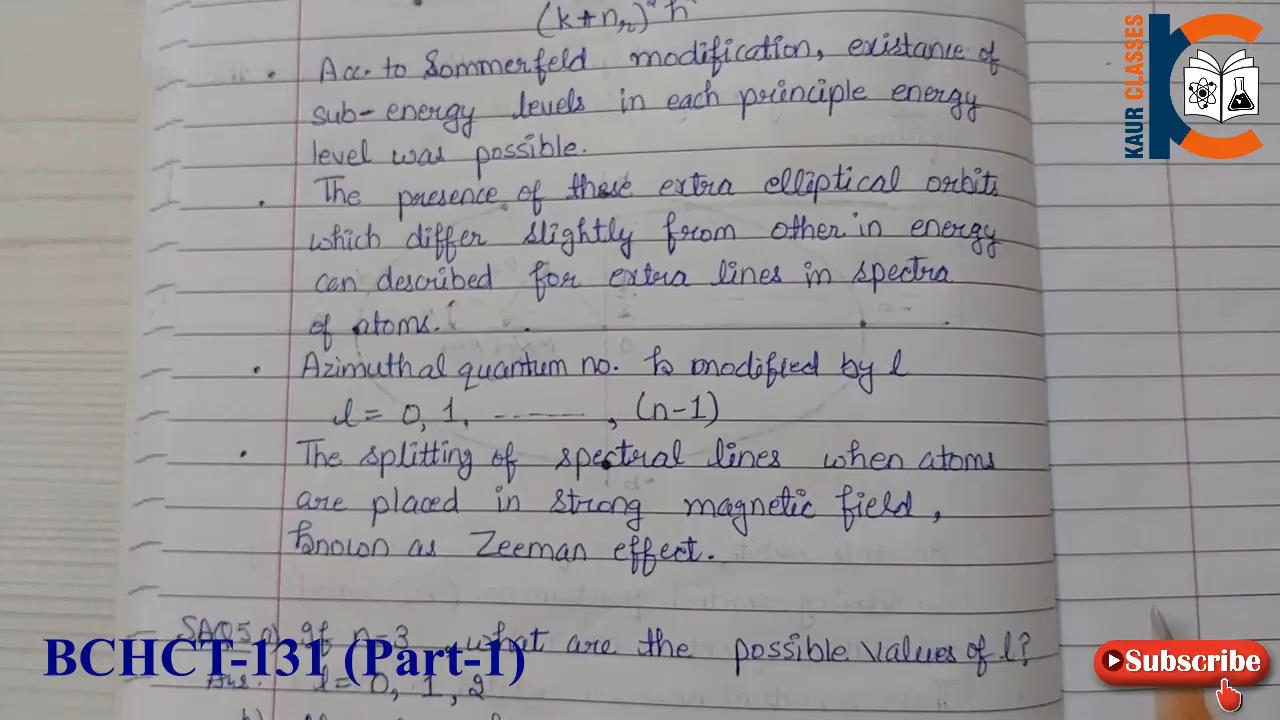 (k+nᵣ)² ħ
Acc. to Sommerfeld modification, existance of
sub-energy levels in each principle energy
level was possible.
The presence of these extra elliptical orbits
which differ slightly from other in energy
can described for extra lines in spectra
of atoms.
Azimuthal quantum no. k modified by l
l = 0, 1, ------, (n-1)
The splitting of spectral lines when atoms
are placed in strong magnetic field,
known as Zeeman effect.
SAQ5 a) If n=3, what are the possible values of l?
Ans. l = 0, 1, 2
KAUR CLASSES
BCHCT-131 (Part-1)
Subscribe